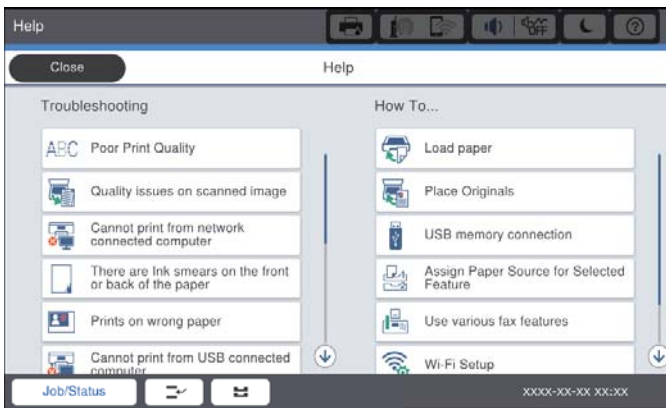 Help
OFF
Close
Help
Troubleshooting
How To...
ABC
Poor Print Quality
Load paper
Quality issues on scanned image
Place Originals
Cannot print from network
connected computer
USB memory connection
There are Ink smears on the front
or back of the paper
Assign Paper Source for Selected
Feature
Prints on wrong paper
Use various fax features
Cannot print from USB connected
computer
Wi-Fi Setup
Job/Status
XXXX-XX-XX XX:XX